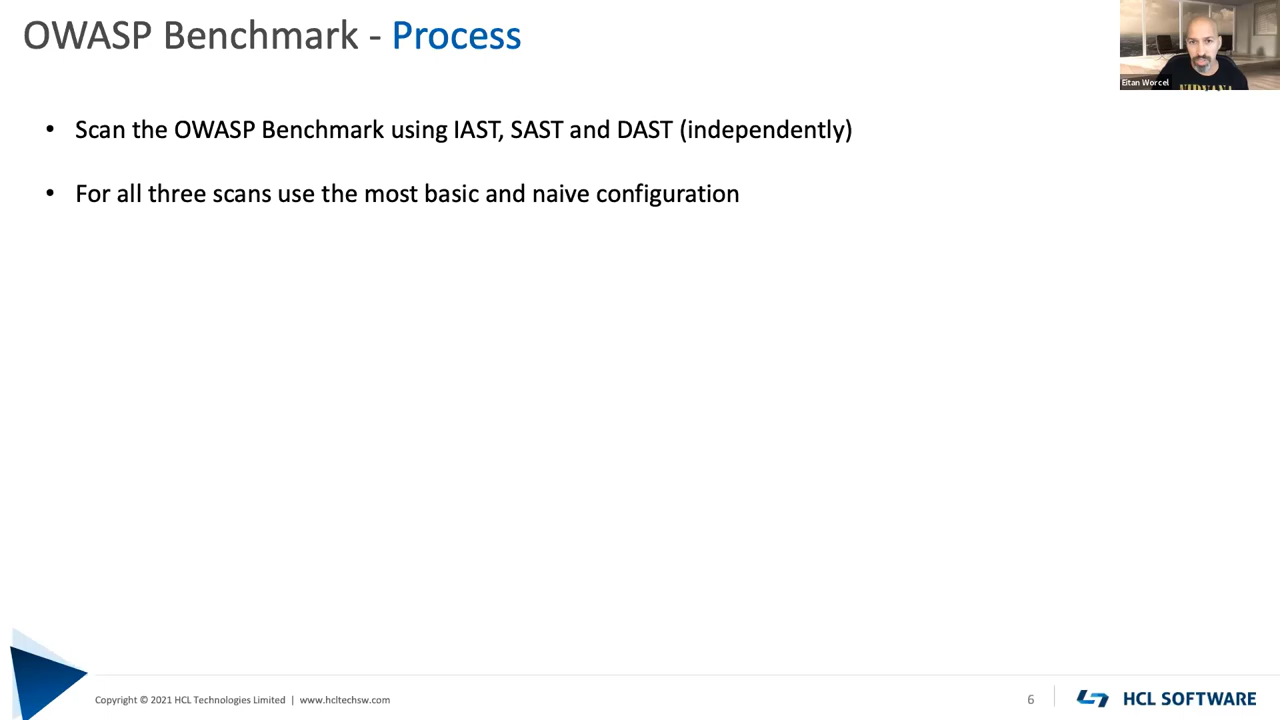 OWASP Benchmark - Process
Eitan Worcel
NIRVANA
• Scan the OWASP Benchmark using IAST, SAST and DAST (independently)
• For all three scans use the most basic and naive configuration
Copyright © 2021 HCL Technologies Limited | www.hcltechsw.com
6
HCL SOFTWARE